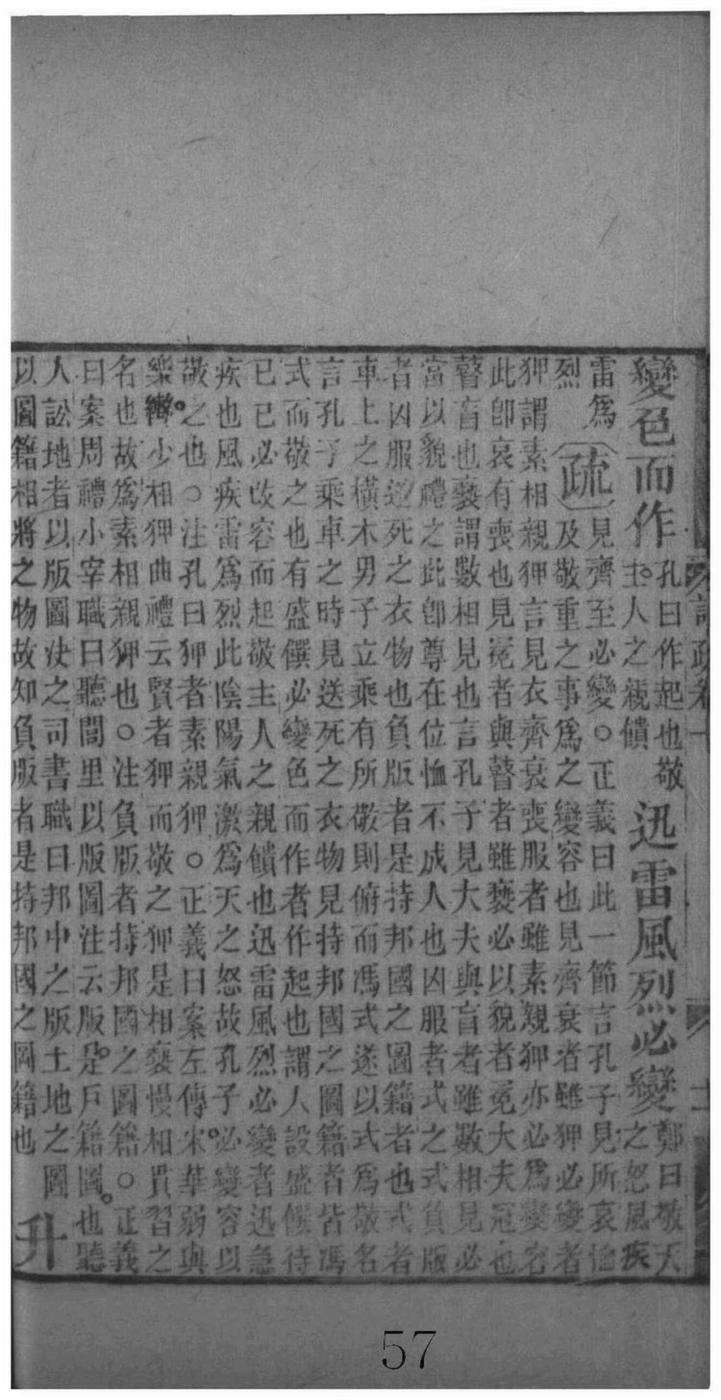 變色而作
孔曰作起也敬
主人之親饋
迅雷風烈必變
鄭曰敬天
之怒風疾
雷爲
烈
疏
見齊至必變○正義曰此一節言孔子見所哀恤
及敬重之事爲之變容也見齊衰者雖狎必變者
狎謂素相親狎言見衣齊衰喪服者雖素親狎亦必爲變容
此卽哀有喪也見冕者與瞽者雖褻必以貌者冕大夫冠也
瞽盲也褻謂數相見也言孔子見大夫與盲者雖數相見必
當以貌禮之此卽尊在位恤不成人也凶服者式之式負版
者凶服送死之衣物也負版者是持邦國之圖籍者也式者
車上之橫木男子立乘有所敬則俯而馮式遂以式爲敬名
言孔子乘車之時見送死之衣物見持邦國之圖籍者皆馮
式而敬之也有盛饌必變色而作者作起也謂人設盛饌待
已已必改容而起敬主人之親饋也迅雷風烈必變者迅急
疾也風疾雷爲烈此陰陽氣激爲天之怒故孔子必變容以
敬之也○注孔曰狎者素親狎○正義曰案左傳宋華弱與
樂轡少相狎曲禮云賢者狎而敬之狎是相褻慢相貫習之
名也故爲素相親狎也○注負版者持邦國之圖籍○正義
曰案周禮小宰職曰聽閭里以版圖注云版是戶籍圖也聽
人訟地者以版圖決之司書職曰邦中之版土地之圖
以圖籍相將之物故知負版者是持邦國之圖籍也
升
57